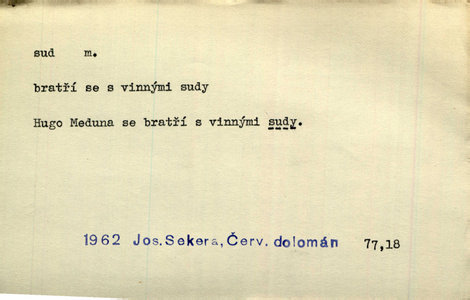 sud m.
bratří se s vinnými sudy
Hugo Meduna se bratří s vinnými sudy.
1962 Jos. Sekera, Červ. dolomán 77,18